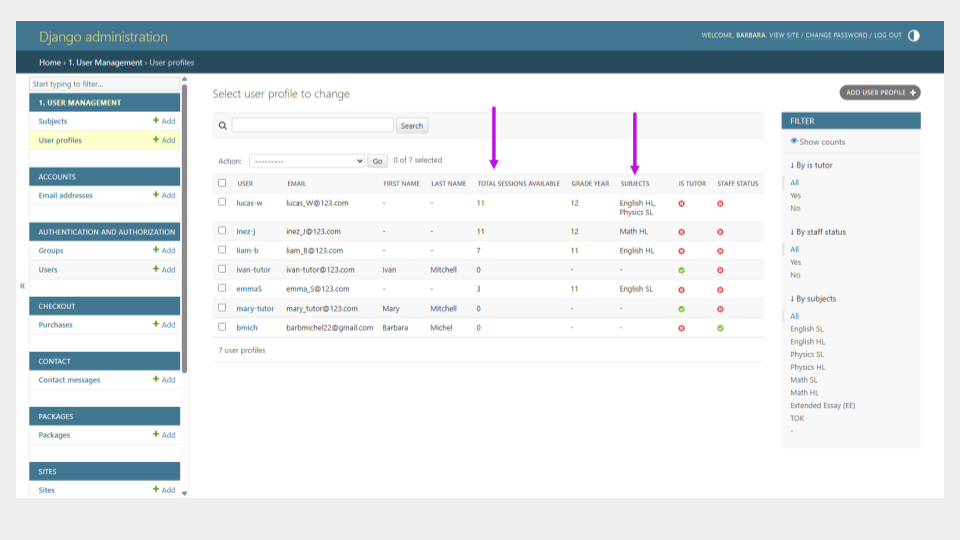 Django administration
WELCOME, BARBARA. VIEW SITE / CHANGE PASSWORD / LOG OUT
Home › 1. User Management › User profiles
Start typing to filter...
1. USER MANAGEMENT
Subjects + Add
User profiles + Add
ACCOUNTS
Email addresses + Add
AUTHENTICATION AND AUTHORIZATION
Groups + Add
Users + Add
CHECKOUT
Purchases + Add
CONTACT
Contact messages + Add
PACKAGES
Packages + Add
SITES
Sites + Add
«
Select user profile to change
ADD USER PROFILE +
Search
Action: --------- Go 0 of 7 selected
USER EMAIL FIRST NAME LAST NAME TOTAL SESSIONS AVAILABLE GRADE YEAR SUBJECTS IS TUTOR STAFF STATUS
lucas-w lucas_W@123.com - - 11 12 English HL,
Physics SL
inez-j inez_J@123.com - - 11 12 Math HL
liam-b liam_B@123.com - - 7 11 English HL
ivan-tutor ivan-tutor@123.com Ivan Mitchell 0 - -
emmaS emma_S@123.com - - 3 11 English SL
mary-tutor mary_tutor@123.com Mary Mitchell 0 - -
bmich barbmichel22@gmail.com Barbara Michel 0 - -
7 user profiles
FILTER
Show counts
↓ By is tutor
All
Yes
No
↓ By staff status
All
Yes
No
↓ By subjects
All
English SL
English HL
Physics SL
Physics HL
Math SL
Math HL
Extended Essay (EE)
TOK
-